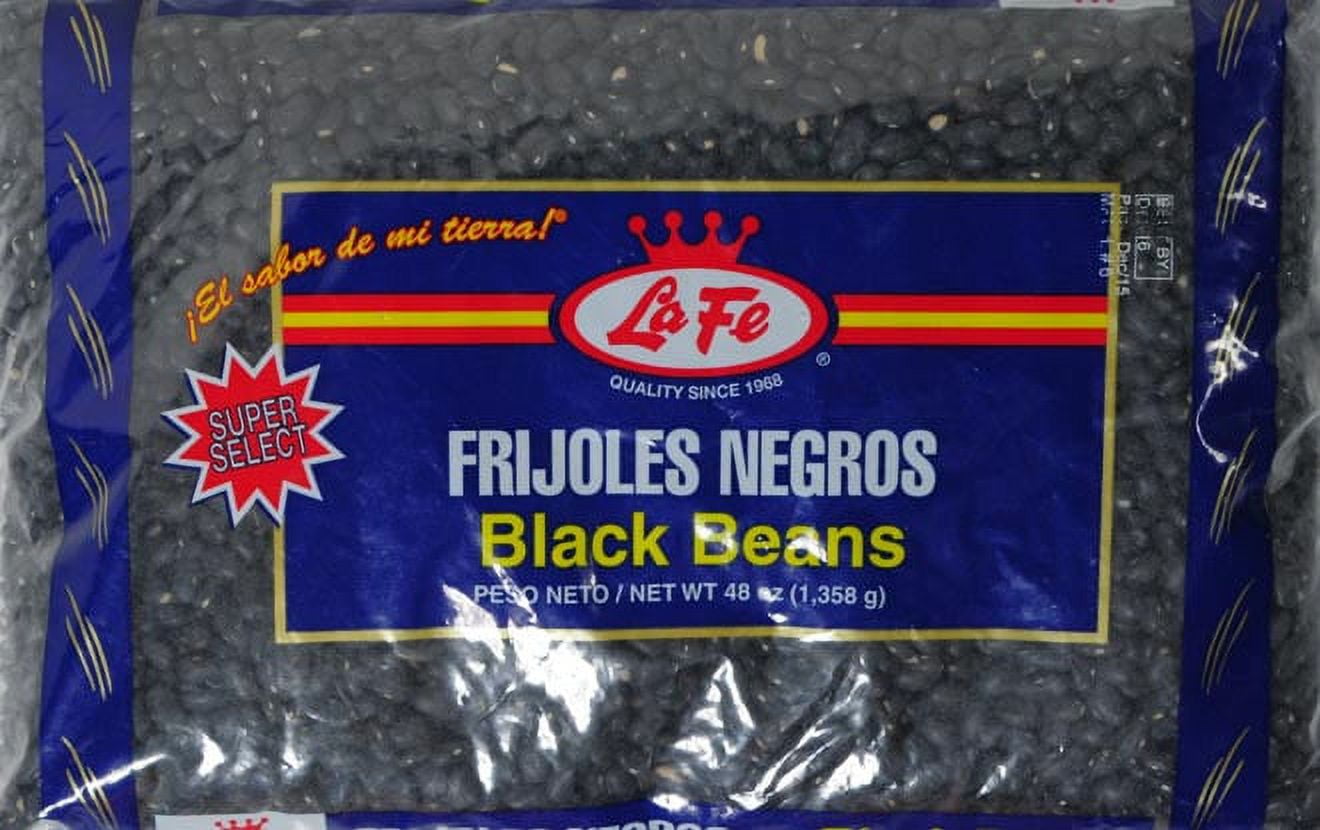 ¡El sabor de mi tierra!®
La Fe
®
QUALITY SINCE 1968
SUPER
SELECT
FRIJOLES NEGROS
Black Beans
PESO NETO / NET WT 48 oz (1,358 g)